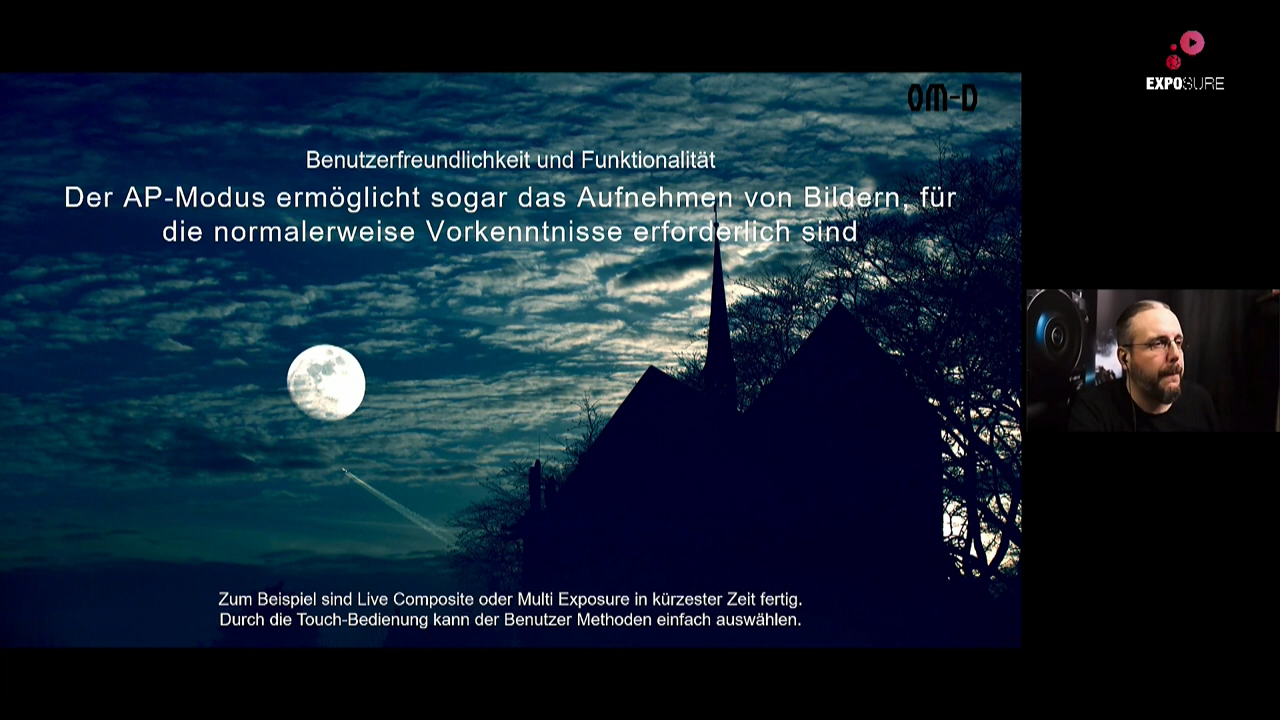 EXPOSURE
OM-D
Benutzerfreundlichkeit und Funktionalität
Der AP-Modus ermöglicht sogar das Aufnehmen von Bildern, für
die normalerweise Vorkenntnisse erforderlich sind
Zum Beispiel sind Live Composite oder Multi Exposure in kürzester Zeit fertig.
Durch die Touch-Bedienung kann der Benutzer Methoden einfach auswählen.